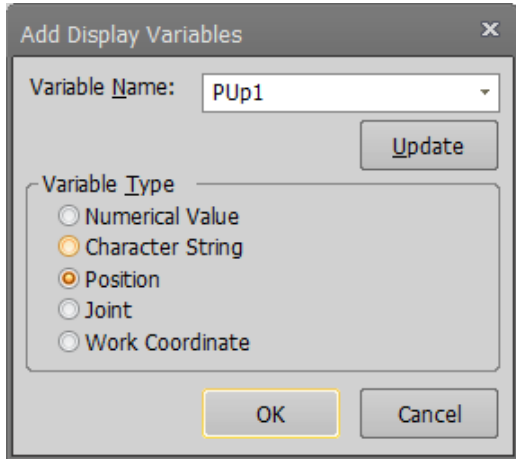 Add Display Variables
Variable Name: PUp1
Update
Variable Type
Numerical Value
Character String
Position
Joint
Work Coordinate
OK Cancel